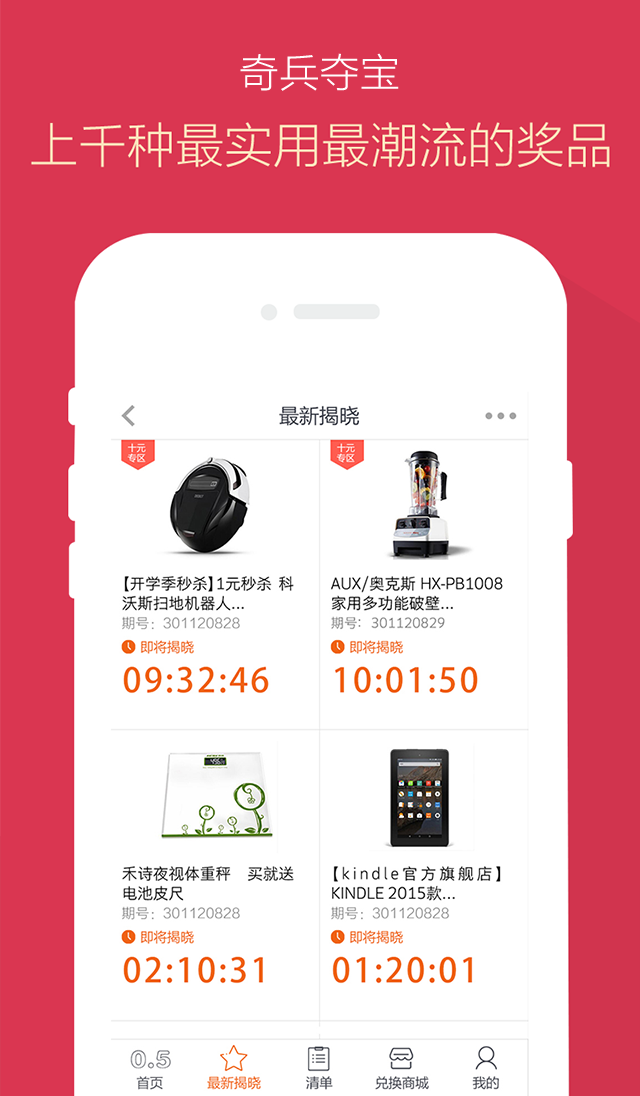 奇兵夺宝
上千种最实用最潮流的奖品
最新揭晓
十元
专区
十元
专区
【开学季秒杀】1元秒杀 科
沃斯扫地机器人...
期号：301120828
即将揭晓
09:32:46
AUX/奥克斯 HX-PB1008
家用多功能破壁...
期号：301120829
即将揭晓
10:01:50
禾诗夜视体重秤 买就送
电池皮尺
期号：301120828
即将揭晓
02:10:31
【kindle官方旗舰店】
KINDLE 2015款...
期号：301120828
即将揭晓
01:20:01
0.5
首页
最新揭晓
清单
兑换商城
我的